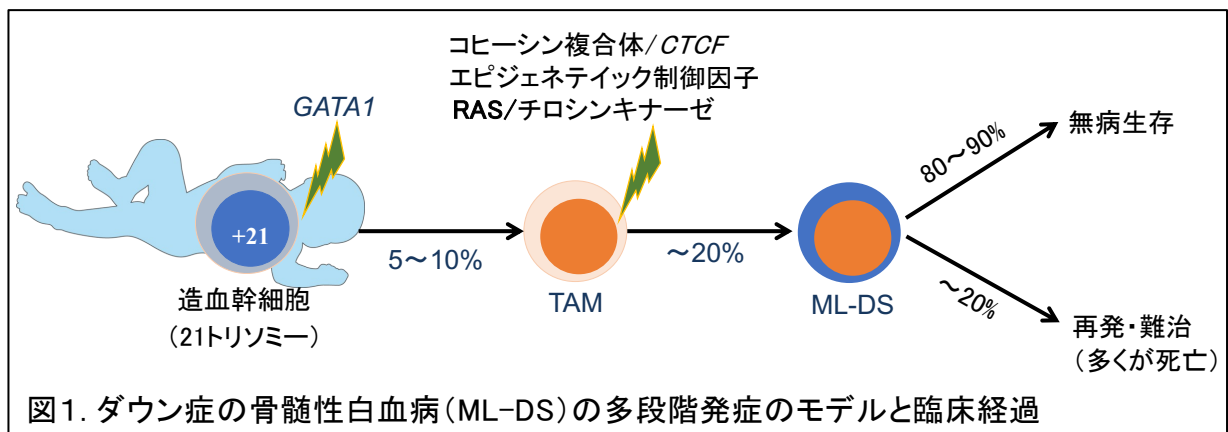 コヒーシン複合体/CTCF
エピジェネテイック制御因子
RAS/チロシンキナーゼ
GATA1
+21
造血幹細胞
（21トリソミー）
5～10%
TAM
～20%
ML-DS
80～90%
無病生存
～20%
再発・難治
（多くが死亡）
図1. ダウン症の骨髄性白血病（ML-DS）の多段階発症のモデルと臨床経過